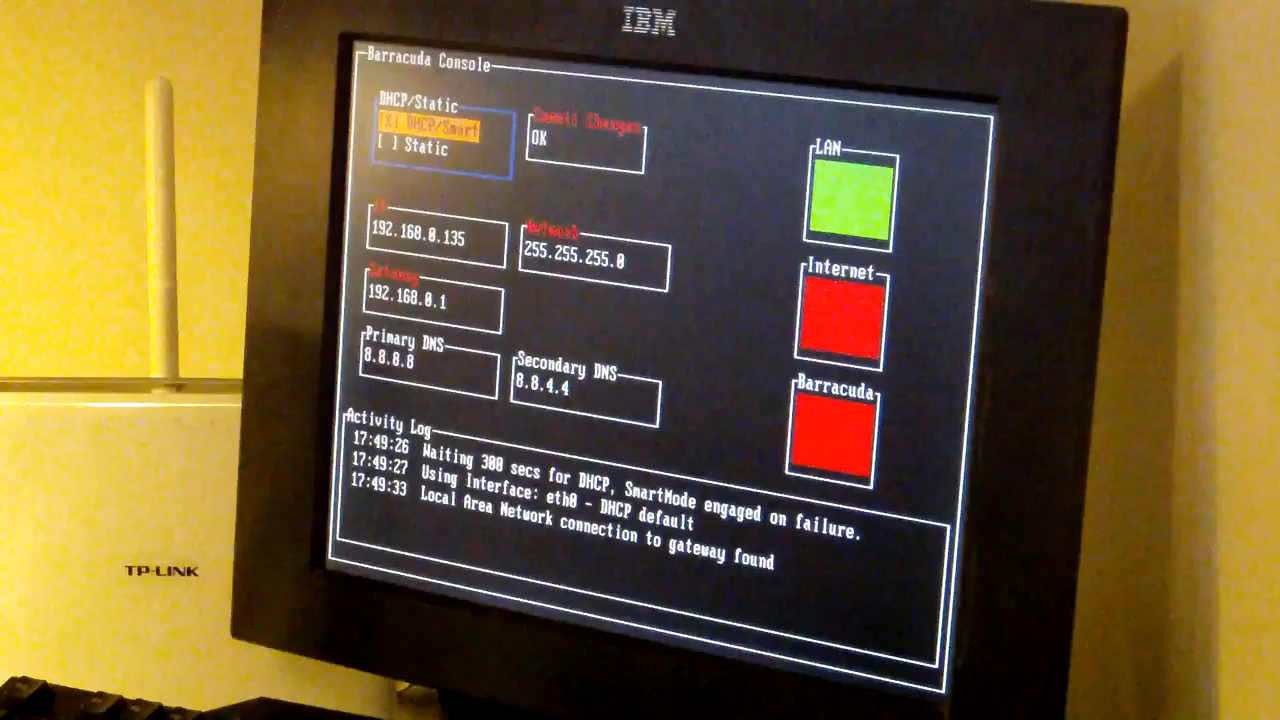 IBM
Barracuda Console
DHCP/Static
[X] DHCP/Smart
[ ] Static
Commit Changes
OK
LAN
IP
192.168.0.135
Network
255.255.255.0
Internet
Gateway
192.168.0.1
Primary DNS
8.8.8.8
Secondary DNS
8.8.4.4
Barracuda
Activity Log
17:49:26 Waiting 300 secs for DHCP, SmartMode engaged on failure.
17:49:27 Using Interface: eth0 - DHCP default
17:49:33 Local Area Network connection to gateway found
TP-LINK